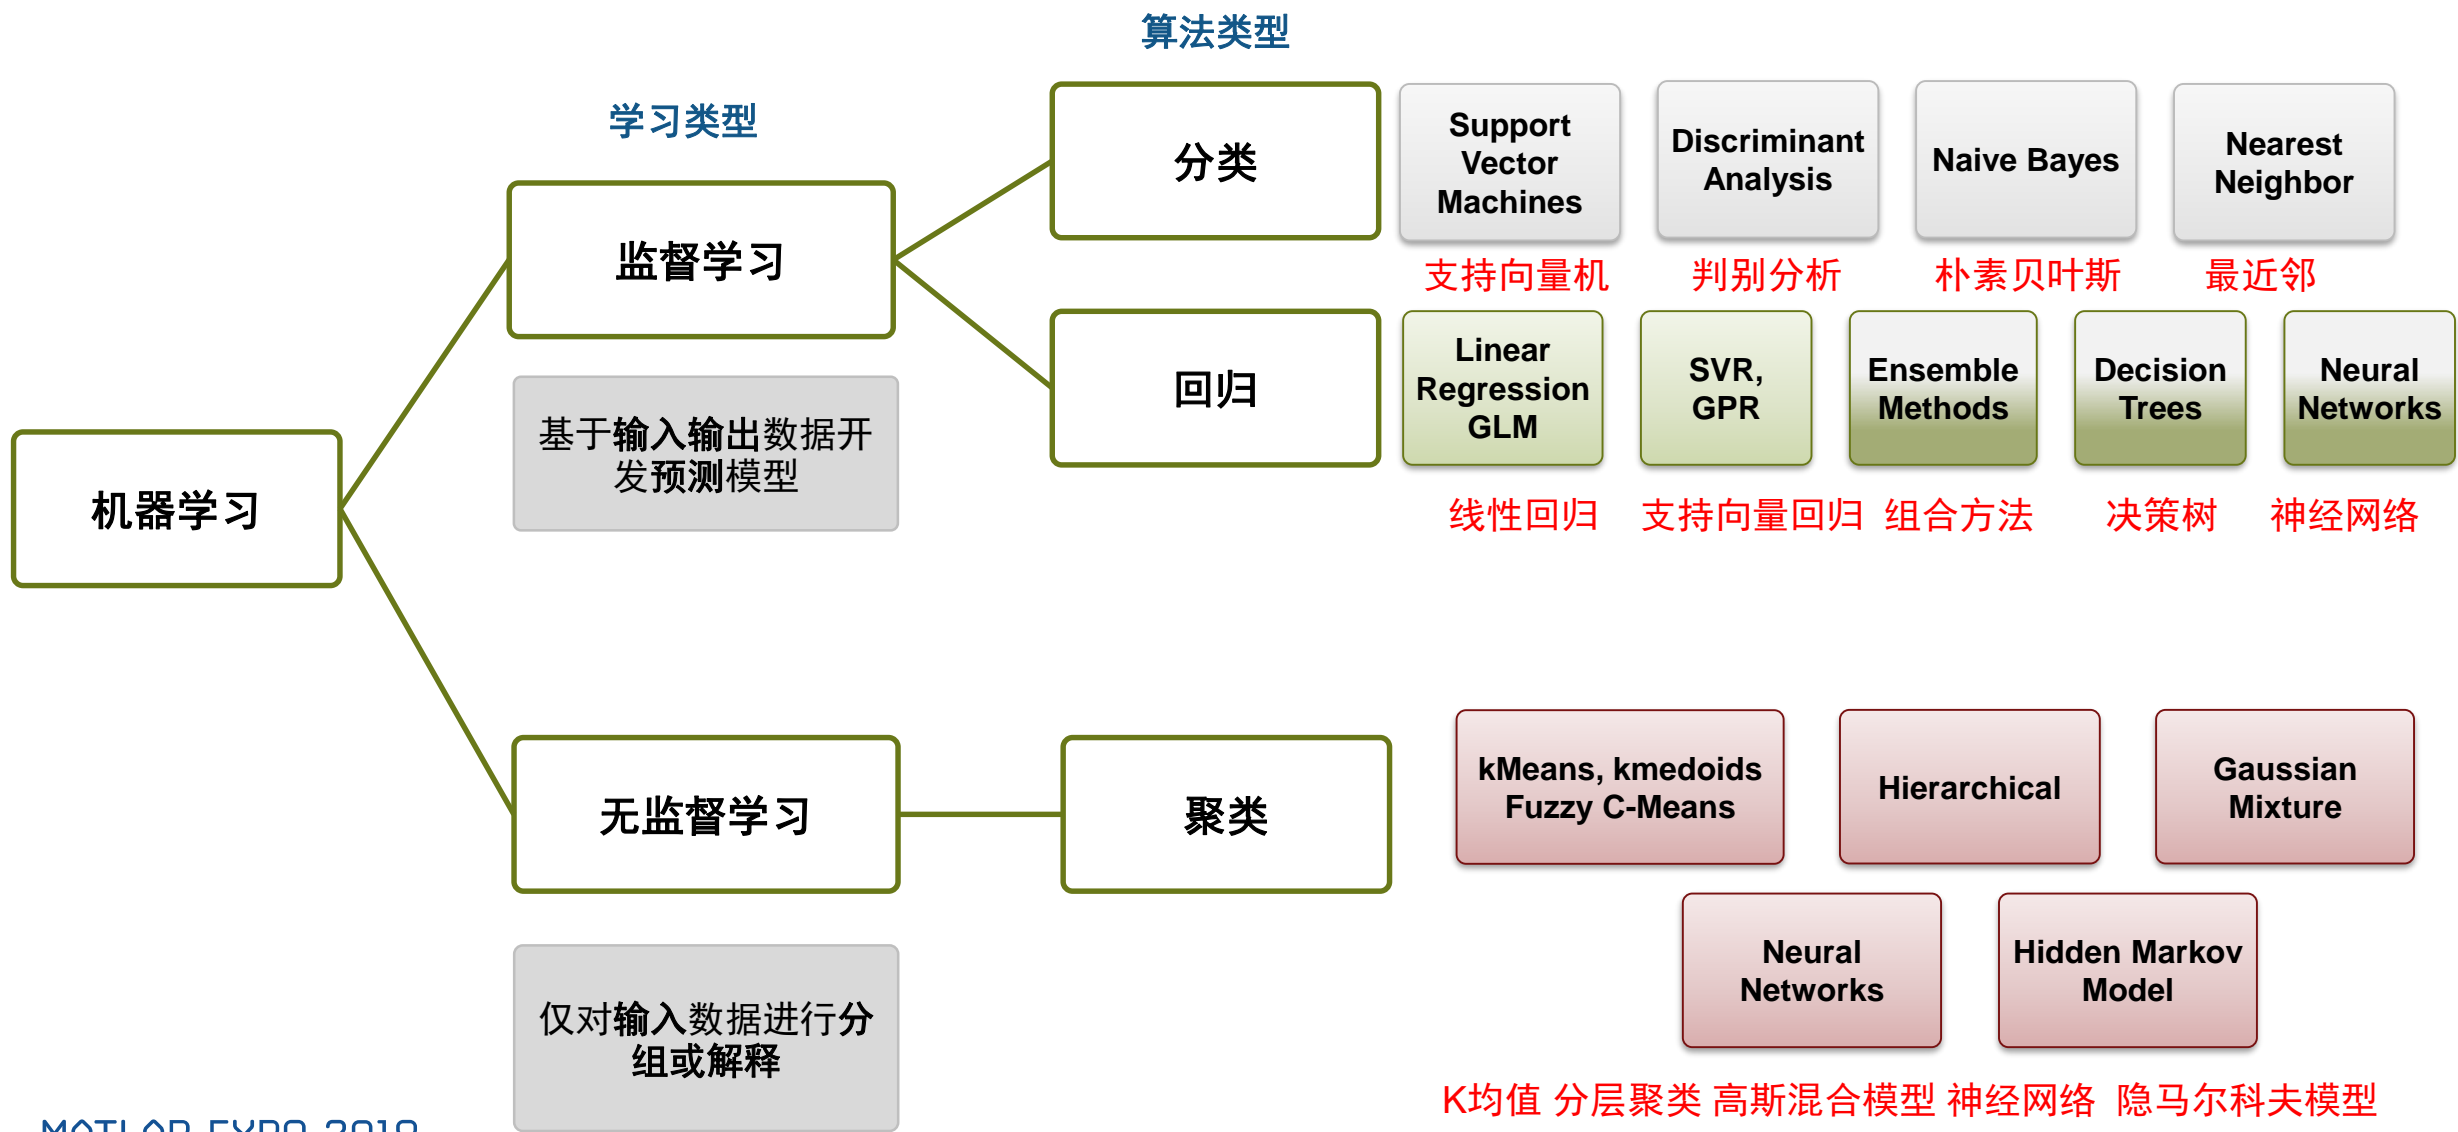 算法类型
学习类型
分类
Support
Vector
Machines
Discriminant
Analysis
Naive Bayes
Nearest
Neighbor
监督学习
支持向量机
判别分析
朴素贝叶斯
最近邻
回归
Linear
Regression
GLM
SVR,
GPR
Ensemble
Methods
Decision
Trees
Neural
Networks
基于输入输出数据开
发预测模型
线性回归
支持向量回归
组合方法
决策树
神经网络
机器学习
无监督学习
聚类
kMeans, kmedoids
Fuzzy C-Means
Hierarchical
Gaussian
Mixture
Neural
Networks
Hidden Markov
Model
仅对输入数据进行分
组或解释
K均值 分层聚类 高斯混合模型 神经网络 隐马尔科夫模型
MATLAB EXPO 2019